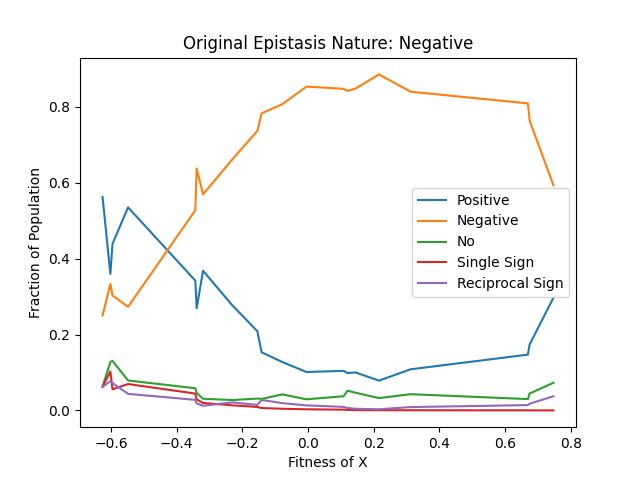 Original Epistasis Nature: Negative
Fraction of Population
0.8
0.6
0.4
0.2
0.0
Positive
Negative
No
Single Sign
Reciprocal Sign
−0.6 −0.4 −0.2 0.0 0.2 0.4 0.6 0.8
Fitness of X